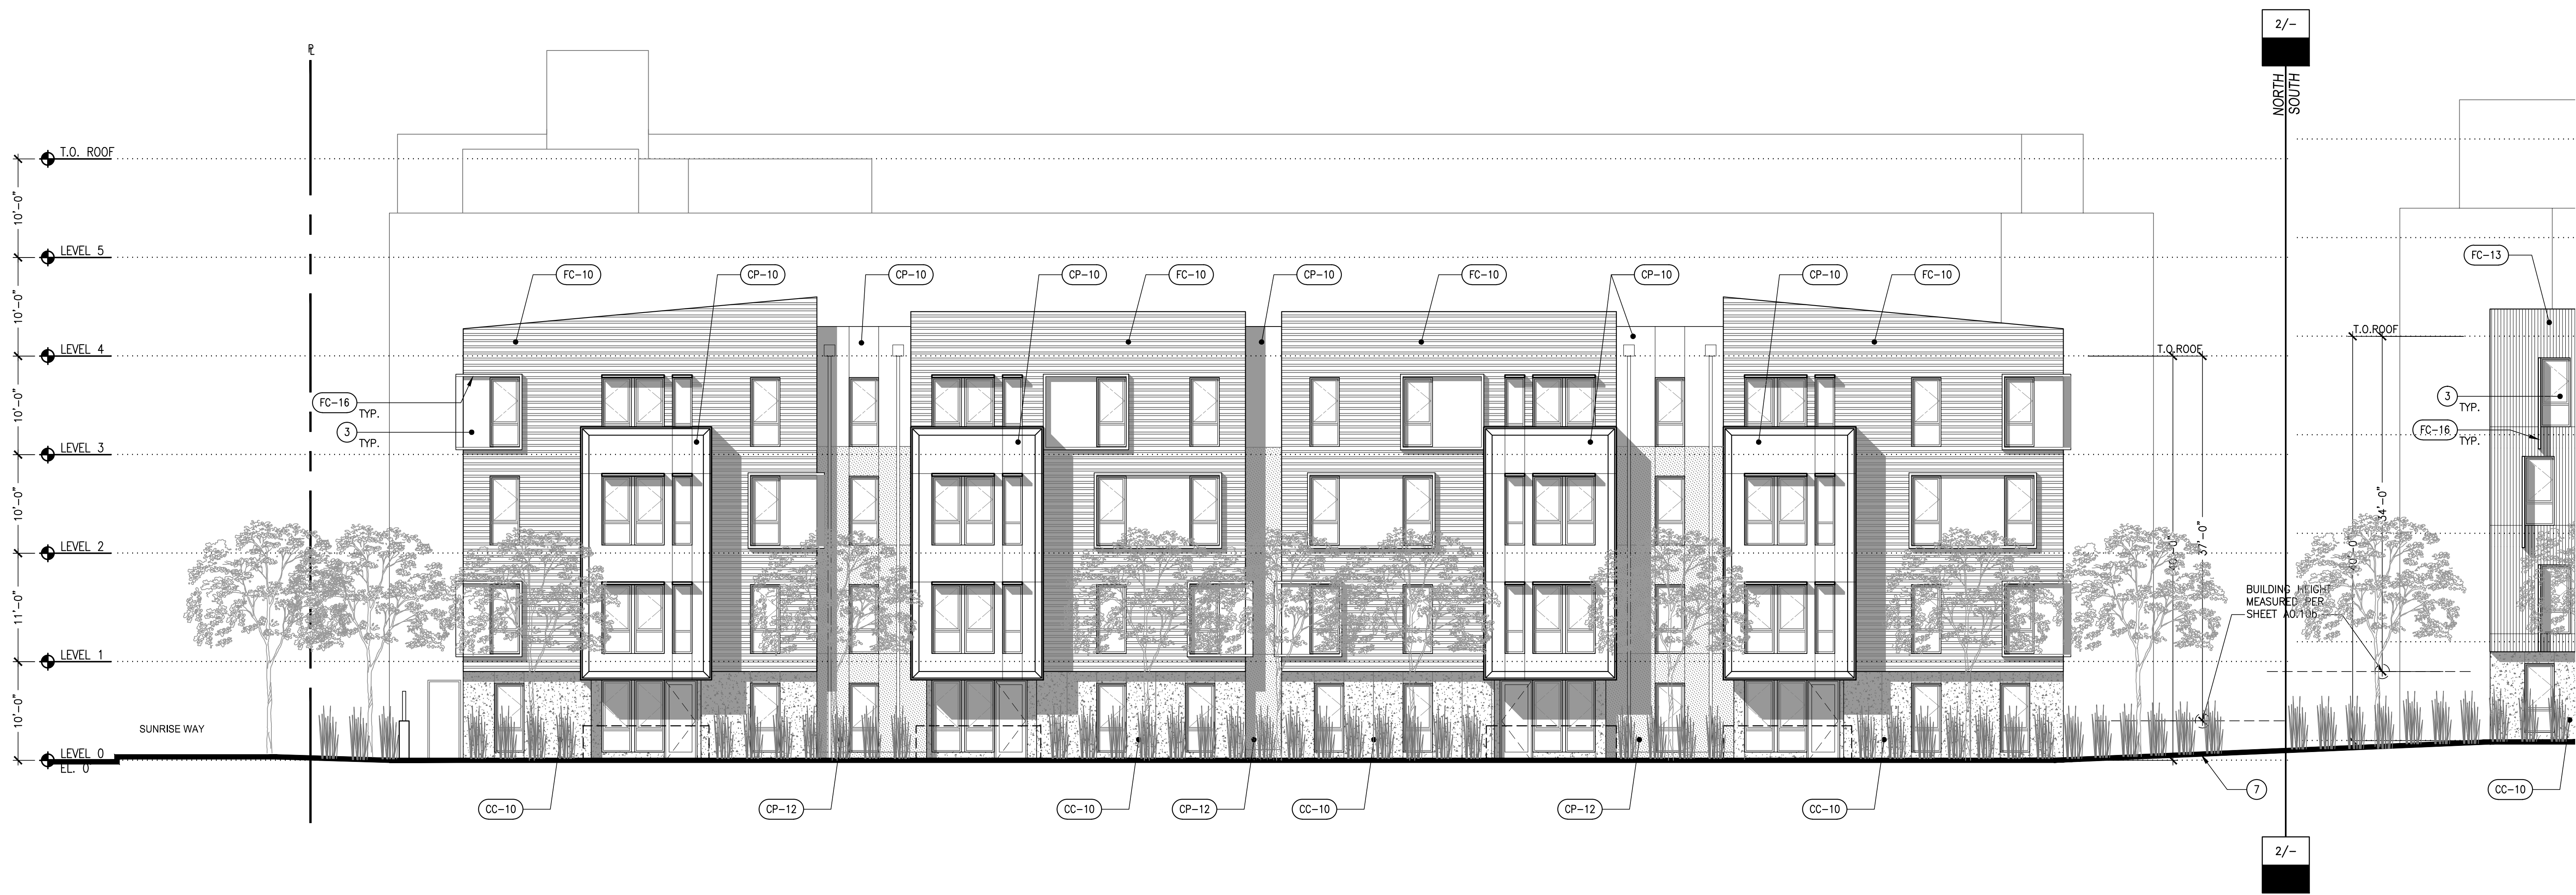 2/-
NORTH
SOUTH
T.O. ROOF
10'-0"
LEVEL 5
10'-0"
LEVEL 4
10'-0"
LEVEL 3
10'-0"
LEVEL 2
11'-0"
LEVEL 1
10'-0"
LEVEL 0
EL. 0
SUNRISE WAY
FC-10
CP-10
CP-10
CP-10
FC-10
CP-10
FC-10
CP-10
CP-10
FC-10
FC-13
FC-16
TYP.
3
TYP.
T.O.ROOF
40'-0"
37'-0"
T.O.ROOF
40'-0"
34'-0"
3
TYP.
FC-16
TYP.
BUILDING HEIGHT
MEASURED PER
SHEET A0.10b
CC-10
CP-12
CC-10
CP-12
CC-10
CP-12
CC-10
7
CC-10
2/-